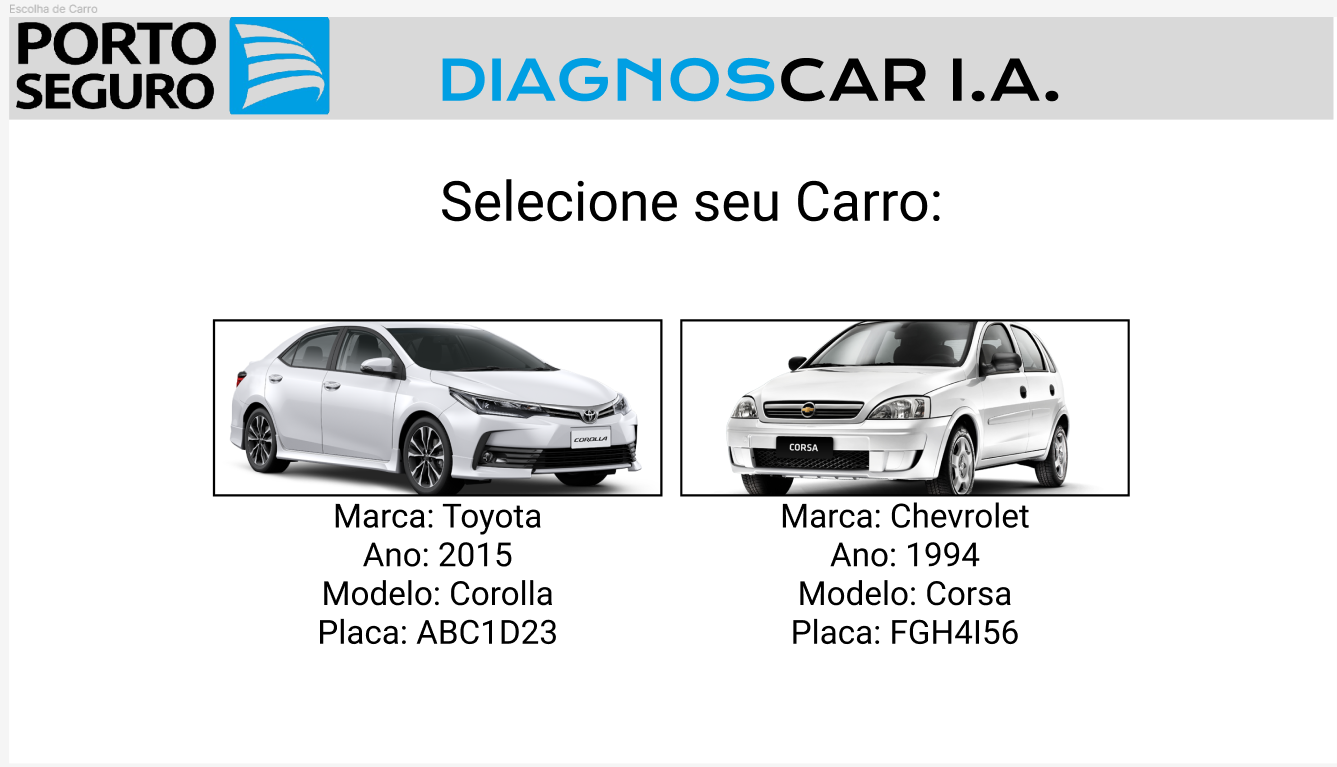 Escolha de Carro
PORTO
SEGURO
DIAGNOSCAR I.A.
Selecione seu Carro:
COROLLA
CORSA
Marca: Toyota
Ano: 2015
Modelo: Corolla
Placa: ABC1D23
Marca: Chevrolet
Ano: 1994
Modelo: Corsa
Placa: FGH4I56